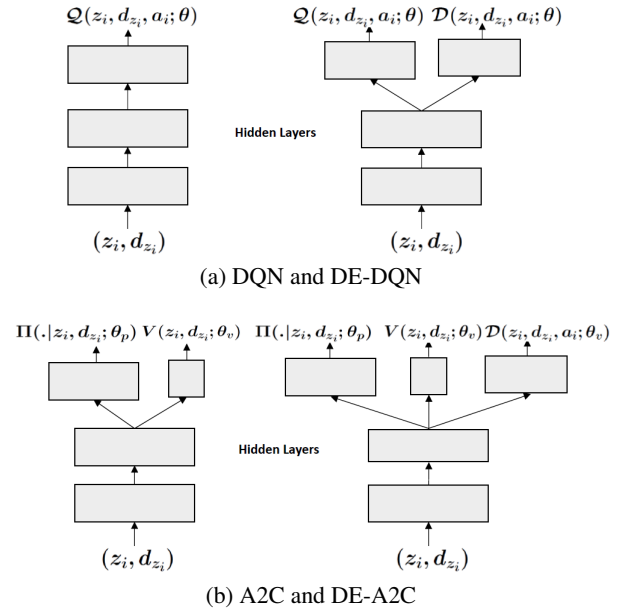 𝒬(z_i, d_{z_i}, a_i; θ) 𝒬(z_i, d_{z_i}, a_i; θ) 𝒟(z_i, d_{z_i}, a_i; θ)
Hidden Layers
(z_i, d_{z_i}) (z_i, d_{z_i})
(a) DQN and DE-DQN
Π(.|z_i, d_{z_i}; θ_p) V(z_i, d_{z_i}; θ_v) Π(.|z_i, d_{z_i}; θ_p) V(z_i, d_{z_i}; θ_v) 𝒟(z_i, d_{z_i}, a_i; θ_v)
Hidden Layers
(z_i, d_{z_i}) (z_i, d_{z_i})
(b) A2C and DE-A2C